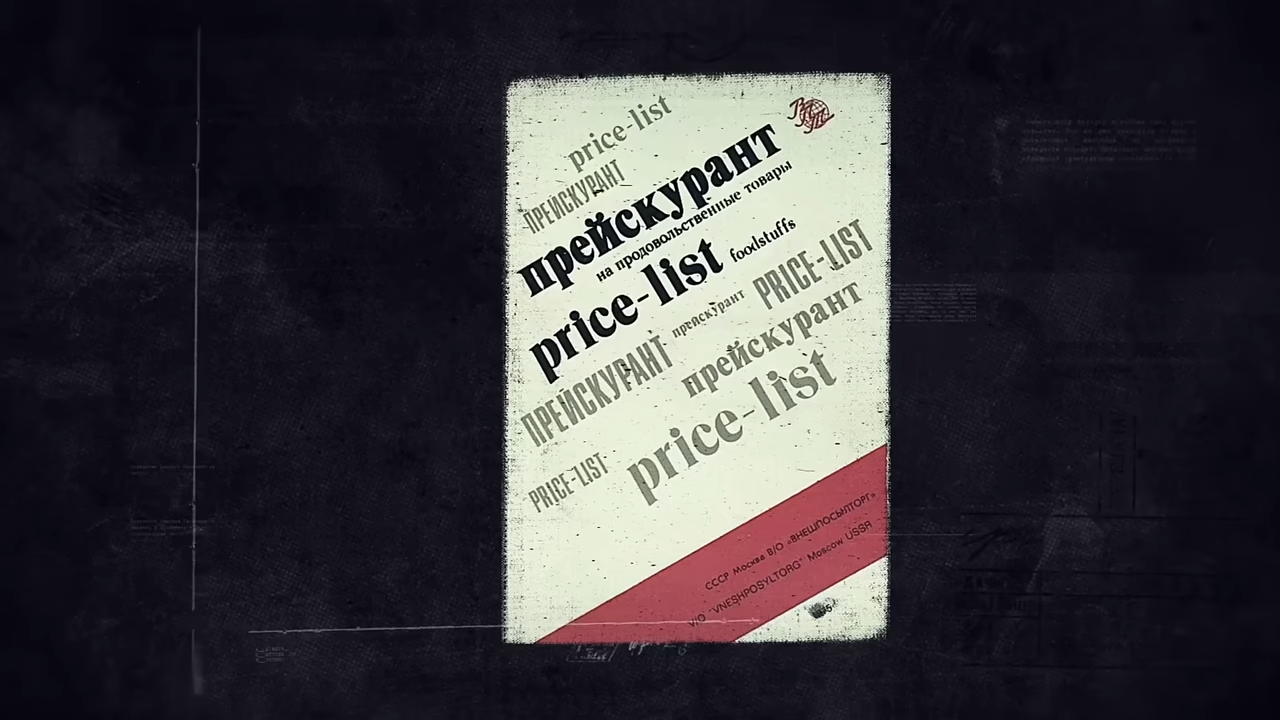 price-list
ПРЕЙСКУРАНТ
прейскурант
на продовольственные товары
price-list foodstuffs
ПРЕЙСКУРАНТ прейскурант PRICE-LIST
прейскурант
PRICE-LIST price-list
СССР Москва В/О «ВНЕШПОСЫЛТОРГ»
V/O "VNESHPOSYLTORG" Moscow USSR